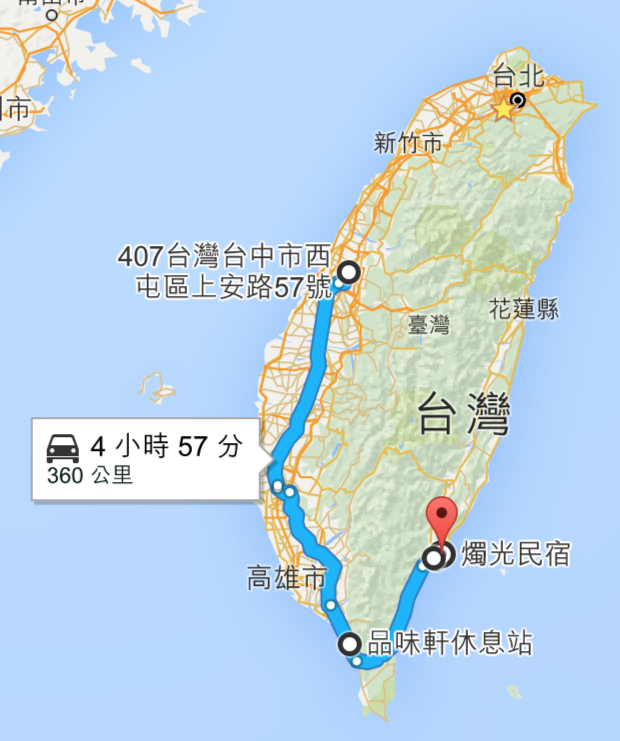 台北
市
新竹市
407台灣台中市西
屯區上安路57號
花蓮縣
臺灣
台灣
4 小時 57 分
360 公里
燭光民宿
高雄市
品味軒休息站